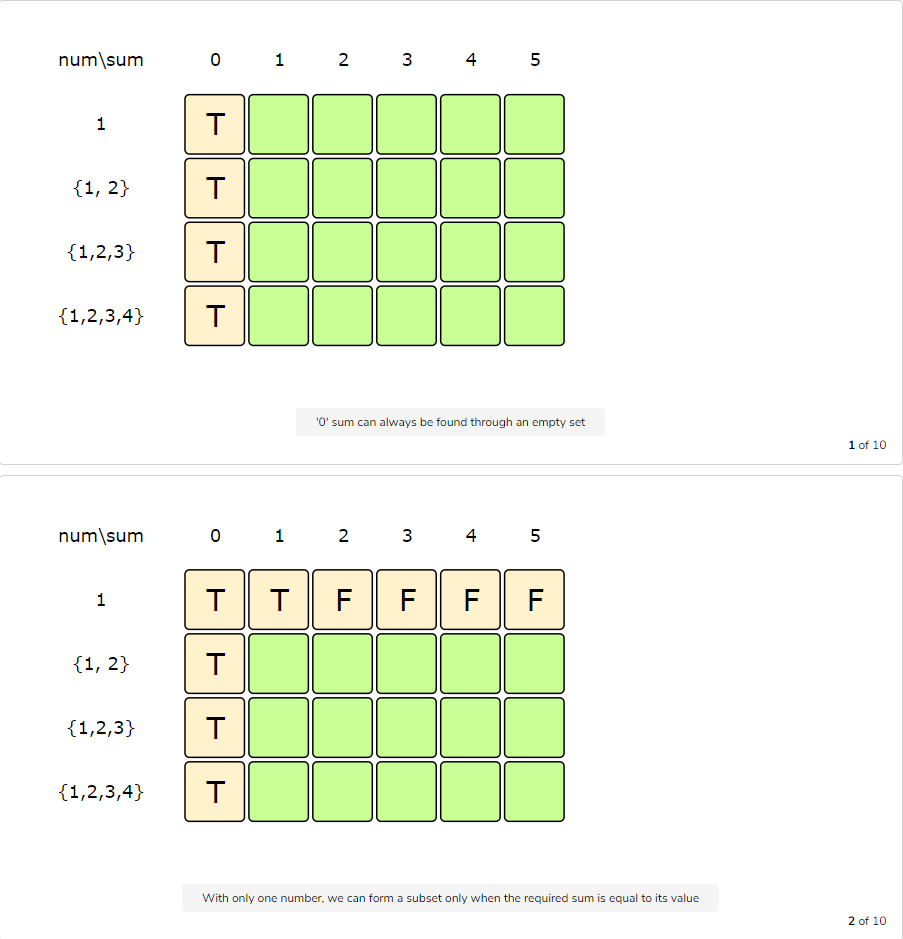 num\sum 0 1 2 3 4 5
1 T
{1, 2} T
{1,2,3} T
{1,2,3,4} T
'0' sum can always be found through an empty set
1 of 10
num\sum 0 1 2 3 4 5
1 T T F F F F
{1, 2} T
{1,2,3} T
{1,2,3,4} T
With only one number, we can form a subset only when the required sum is equal to its value
2 of 10